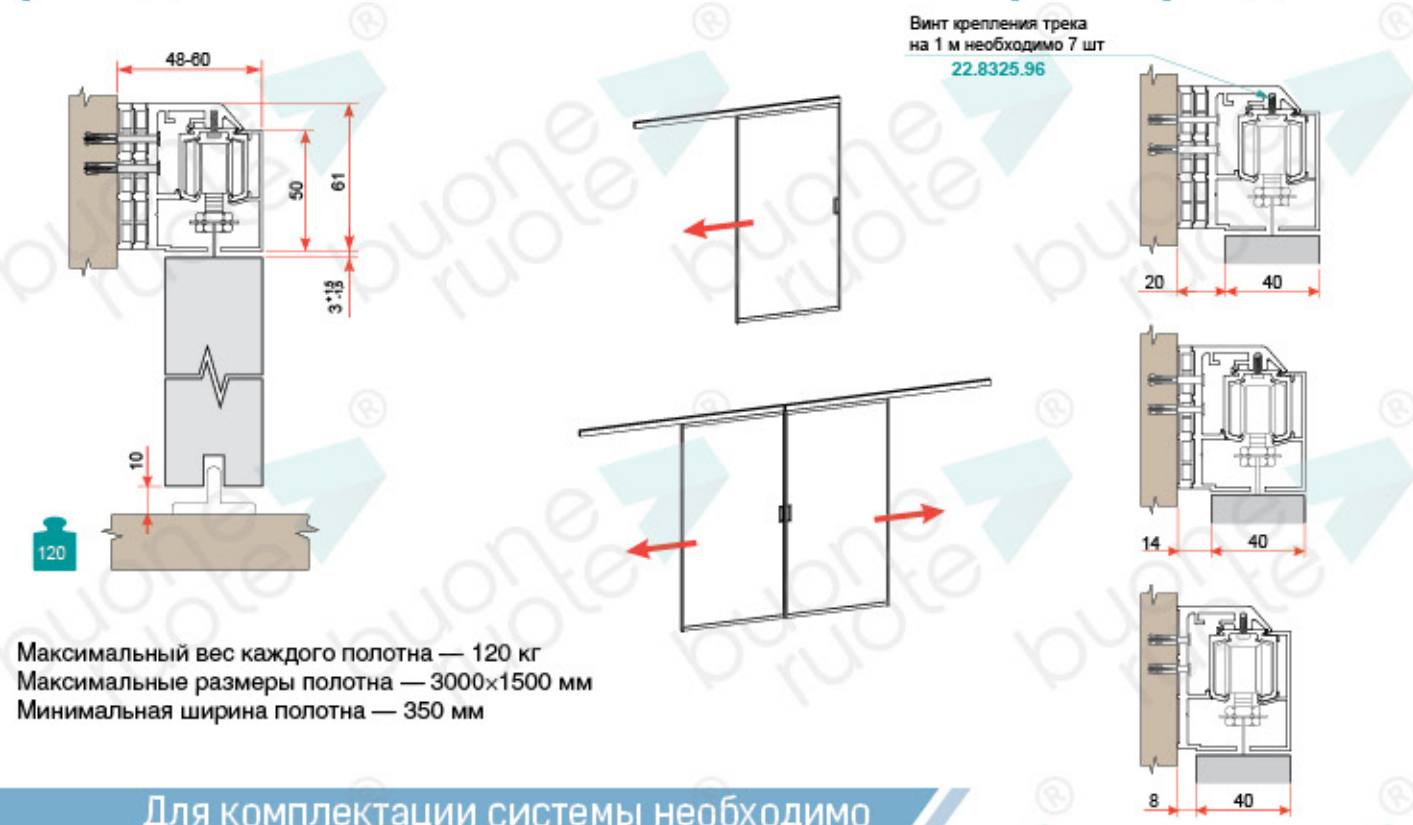 Винт крепления трека
на 1 м необходимо 7 шт
22.8325.96
48-60
50
61
3 +1,5 -1,5
10
120
20
40
14
40
8
40
Максимальный вес каждого полотна — 120 кг
Максимальные размеры полотна — 3000×1500 мм
Минимальная ширина полотна — 350 мм
Для комплектации системы необходимо
buone
ruote
®